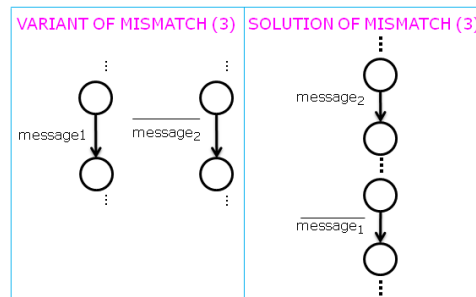 VARIANT OF MISMATCH (3)
SOLUTION OF MISMATCH (3)
message1
message2
message2
message1